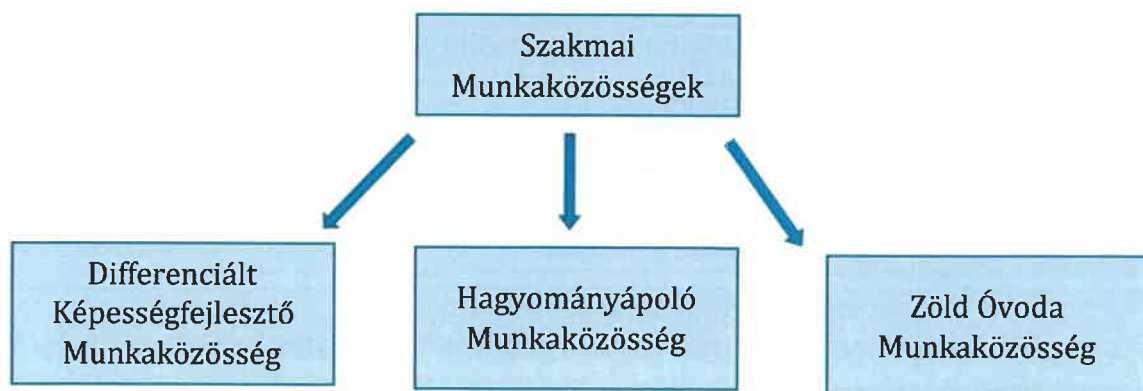 Szakmai
Munkaközösségek
Differenciált
Képességfejlesztő
Munkaközösség
Hagyományápoló
Munkaközösség
Zöld Óvoda
Munkaközösség